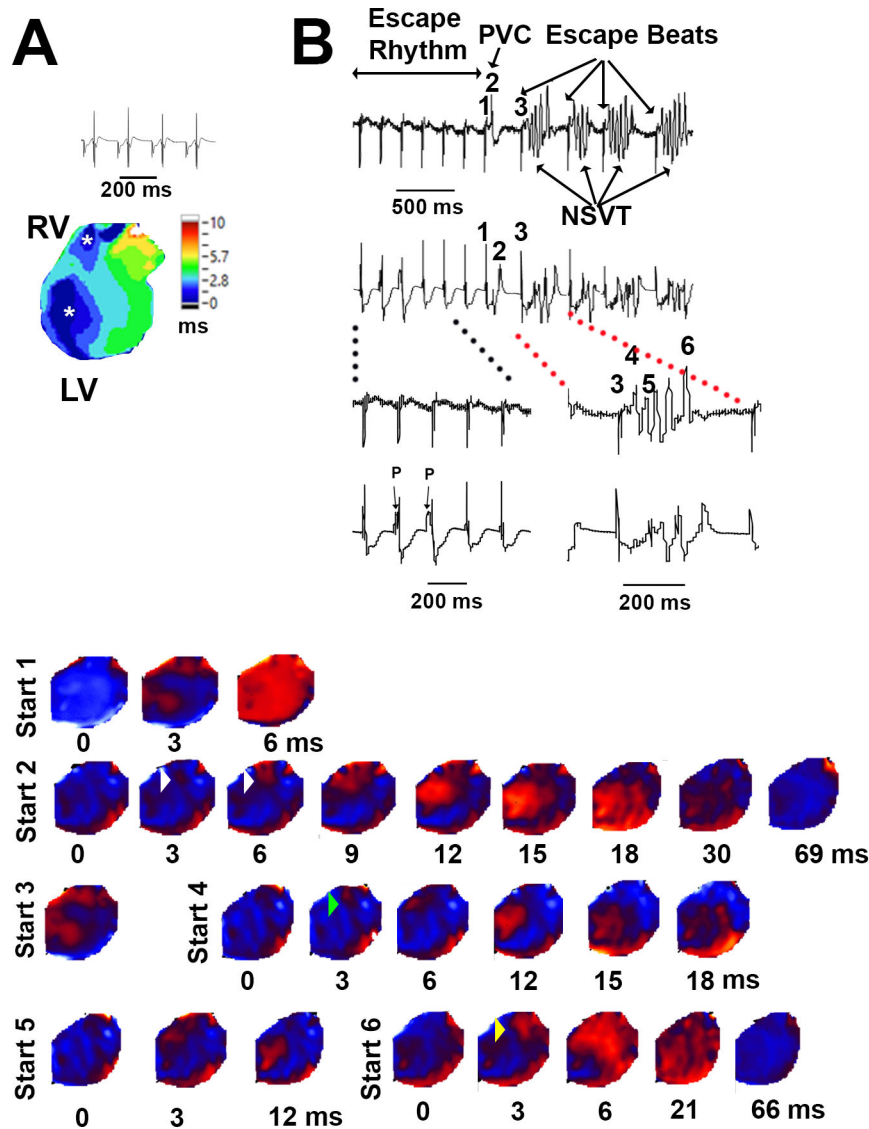 A
B
Escape
Rhythm
PVC
Escape Beats
2
1
3
200 ms
500 ms
NSVT
RV
*
*
10
5.7
2.8
0
ms
LV
1
2
3
4
6
3
5
P
P
200 ms
200 ms
Start 1
0
3
6 ms
Start 2
0
3
6
9
12
15
18
30
69 ms
Start 3
Start 4
0
3
6
12
15
18 ms
Start 5
0
3
12 ms
Start 6
0
3
6
21
66 ms